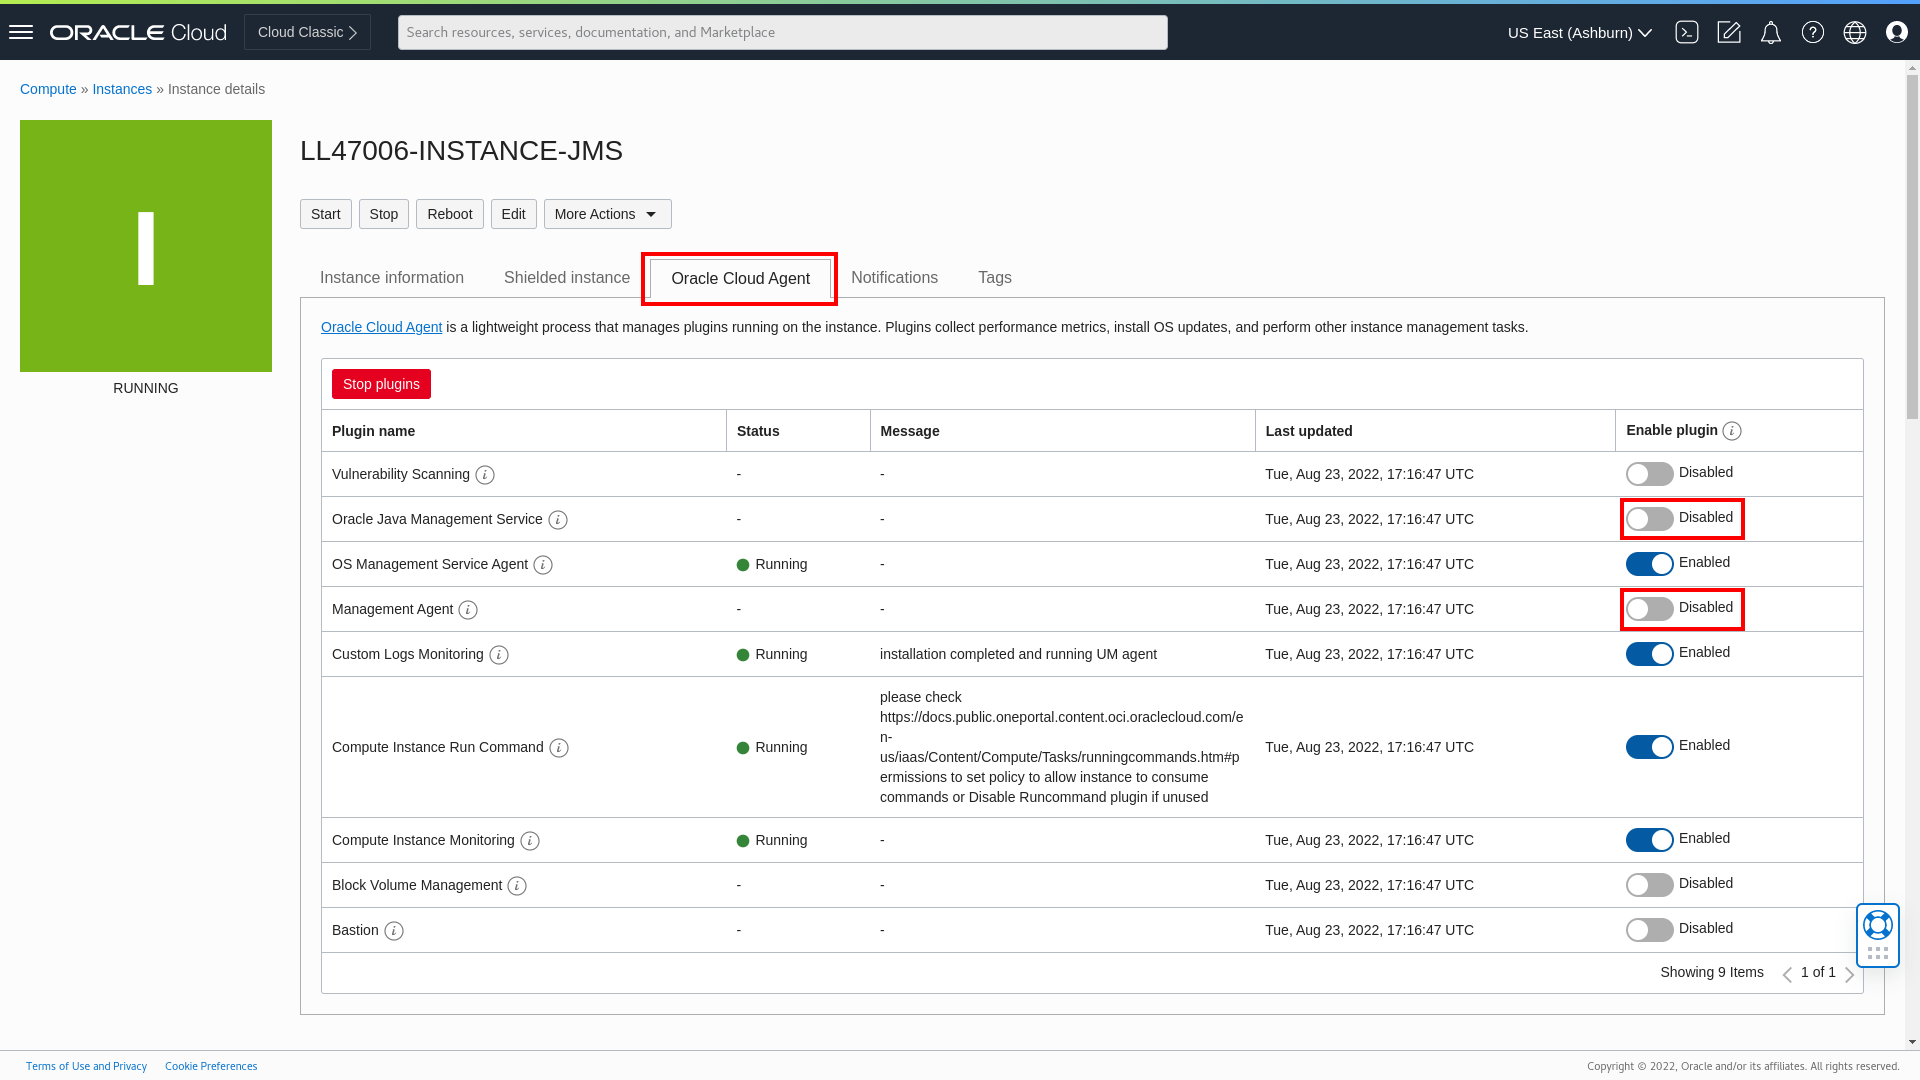 ORACLE Cloud
Cloud Classic
Search resources, services, documentation, and Marketplace
US East (Ashburn)
Compute » Instances » Instance details
I
RUNNING
LL47006-INSTANCE-JMS
Start Stop Reboot Edit More Actions
Instance information Shielded instance Oracle Cloud Agent Notifications Tags
Oracle Cloud Agent is a lightweight process that manages plugins running on the instance. Plugins collect performance metrics, install OS updates, and perform other instance management tasks.
Stop plugins
Plugin name Status Message Last updated Enable plugin i
Vulnerability Scanning i - - Tue, Aug 23, 2022, 17:16:47 UTC Disabled
Oracle Java Management Service i - - Tue, Aug 23, 2022, 17:16:47 UTC Disabled
OS Management Service Agent i Running - Tue, Aug 23, 2022, 17:16:47 UTC Enabled
Management Agent i - - Tue, Aug 23, 2022, 17:16:47 UTC Disabled
Custom Logs Monitoring i Running installation completed and running UM agent Tue, Aug 23, 2022, 17:16:47 UTC Enabled
please check
https://docs.public.oneportal.content.oci.oraclecloud.com/e
n-
us/iaas/Content/Compute/Tasks/runningcommands.htm#p
ermissions to set policy to allow instance to consume
commands or Disable Runcommand plugin if unused
Compute Instance Run Command i Running Tue, Aug 23, 2022, 17:16:47 UTC Enabled
Compute Instance Monitoring i Running - Tue, Aug 23, 2022, 17:16:47 UTC Enabled
Block Volume Management i - - Tue, Aug 23, 2022, 17:16:47 UTC Disabled
Bastion i - - Tue, Aug 23, 2022, 17:16:47 UTC Disabled
Showing 9 Items 1 of 1
Terms of Use and Privacy Cookie Preferences
Copyright © 2022, Oracle and/or its affiliates. All rights reserved.